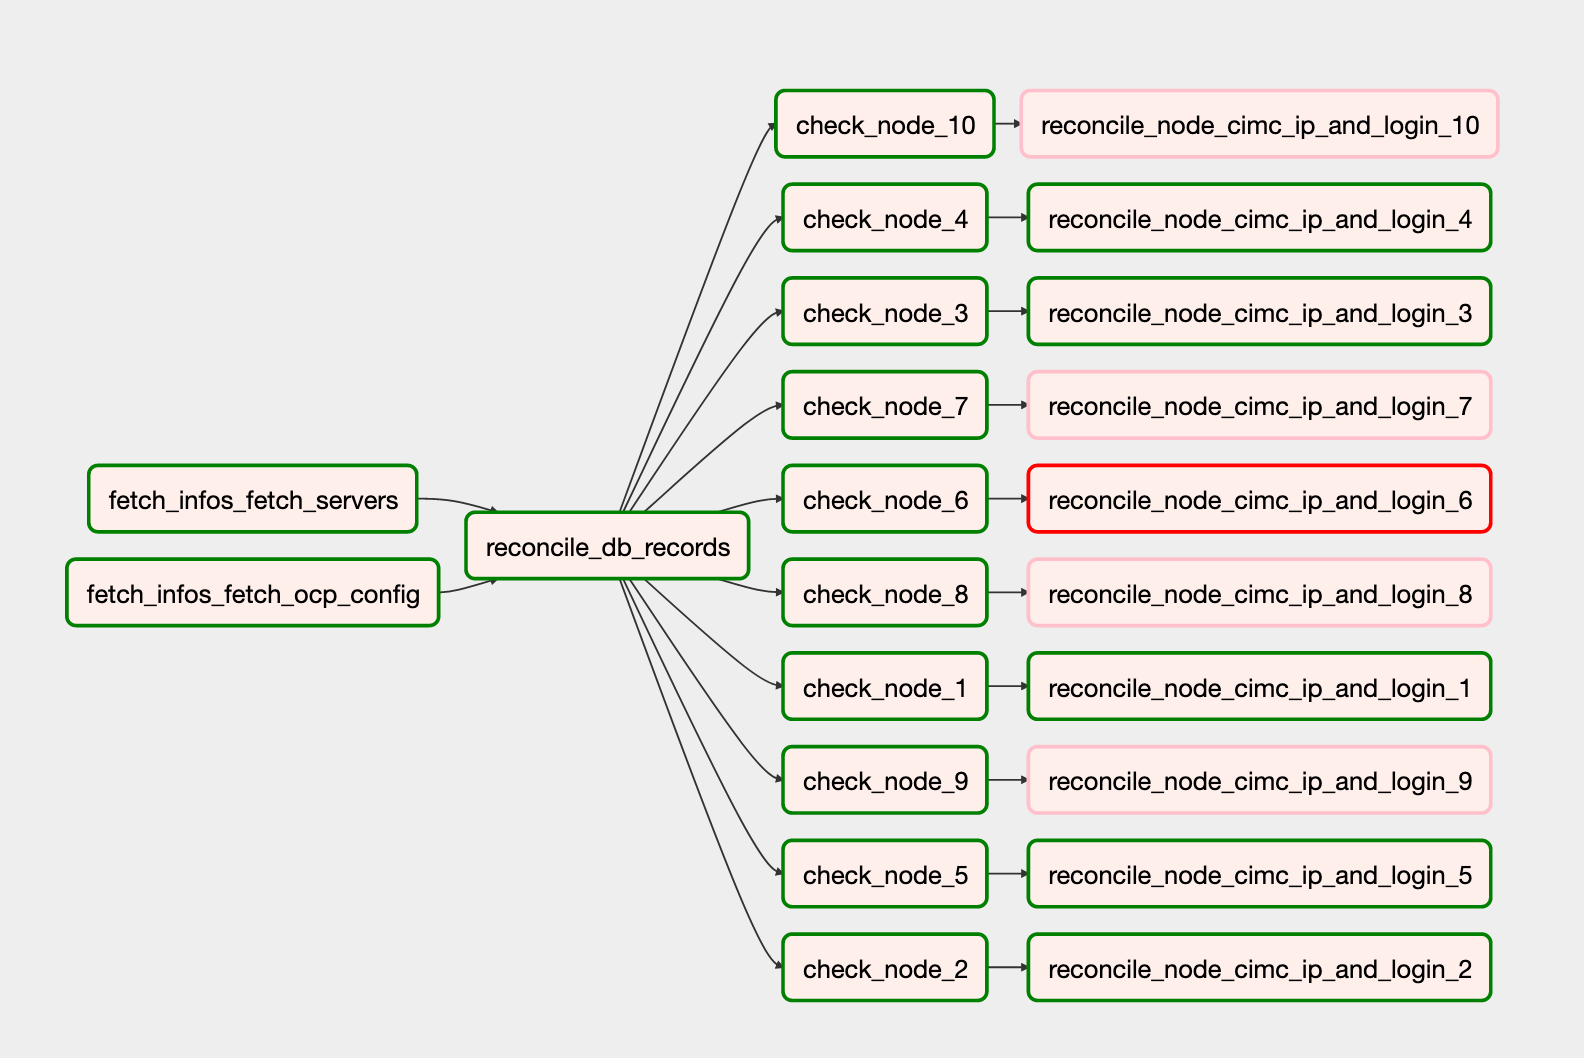 check_node_10
reconcile_node_cimc_ip_and_login_10
check_node_4
reconcile_node_cimc_ip_and_login_4
check_node_3
reconcile_node_cimc_ip_and_login_3
check_node_7
reconcile_node_cimc_ip_and_login_7
fetch_infos_fetch_servers
check_node_6
reconcile_node_cimc_ip_and_login_6
reconcile_db_records
fetch_infos_fetch_ocp_config
check_node_8
reconcile_node_cimc_ip_and_login_8
check_node_1
reconcile_node_cimc_ip_and_login_1
check_node_9
reconcile_node_cimc_ip_and_login_9
check_node_5
reconcile_node_cimc_ip_and_login_5
check_node_2
reconcile_node_cimc_ip_and_login_2